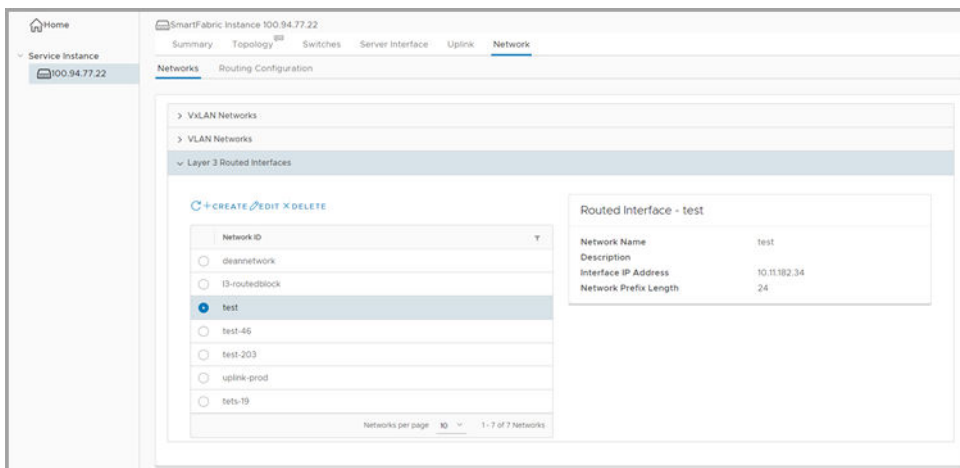 Home
Service Instance
100.94.77.22
SmartFabric Instance 100.94.77.22
Summary Topology Switches Server Interface Uplink Network
Networks Routing Configuration
VxLAN Networks
VLAN Networks
Layer 3 Routed Interfaces
CREATE EDIT DELETE
Network ID
deannetwork
l3-routedblock
test
test-46
test-203
uplink-prod
tets-19
Networks per page 10 1 - 7 of 7 Networks
Routed Interface - test
Network Name test
Description
Interface IP Address 10.11.182.34
Network Prefix Length 24